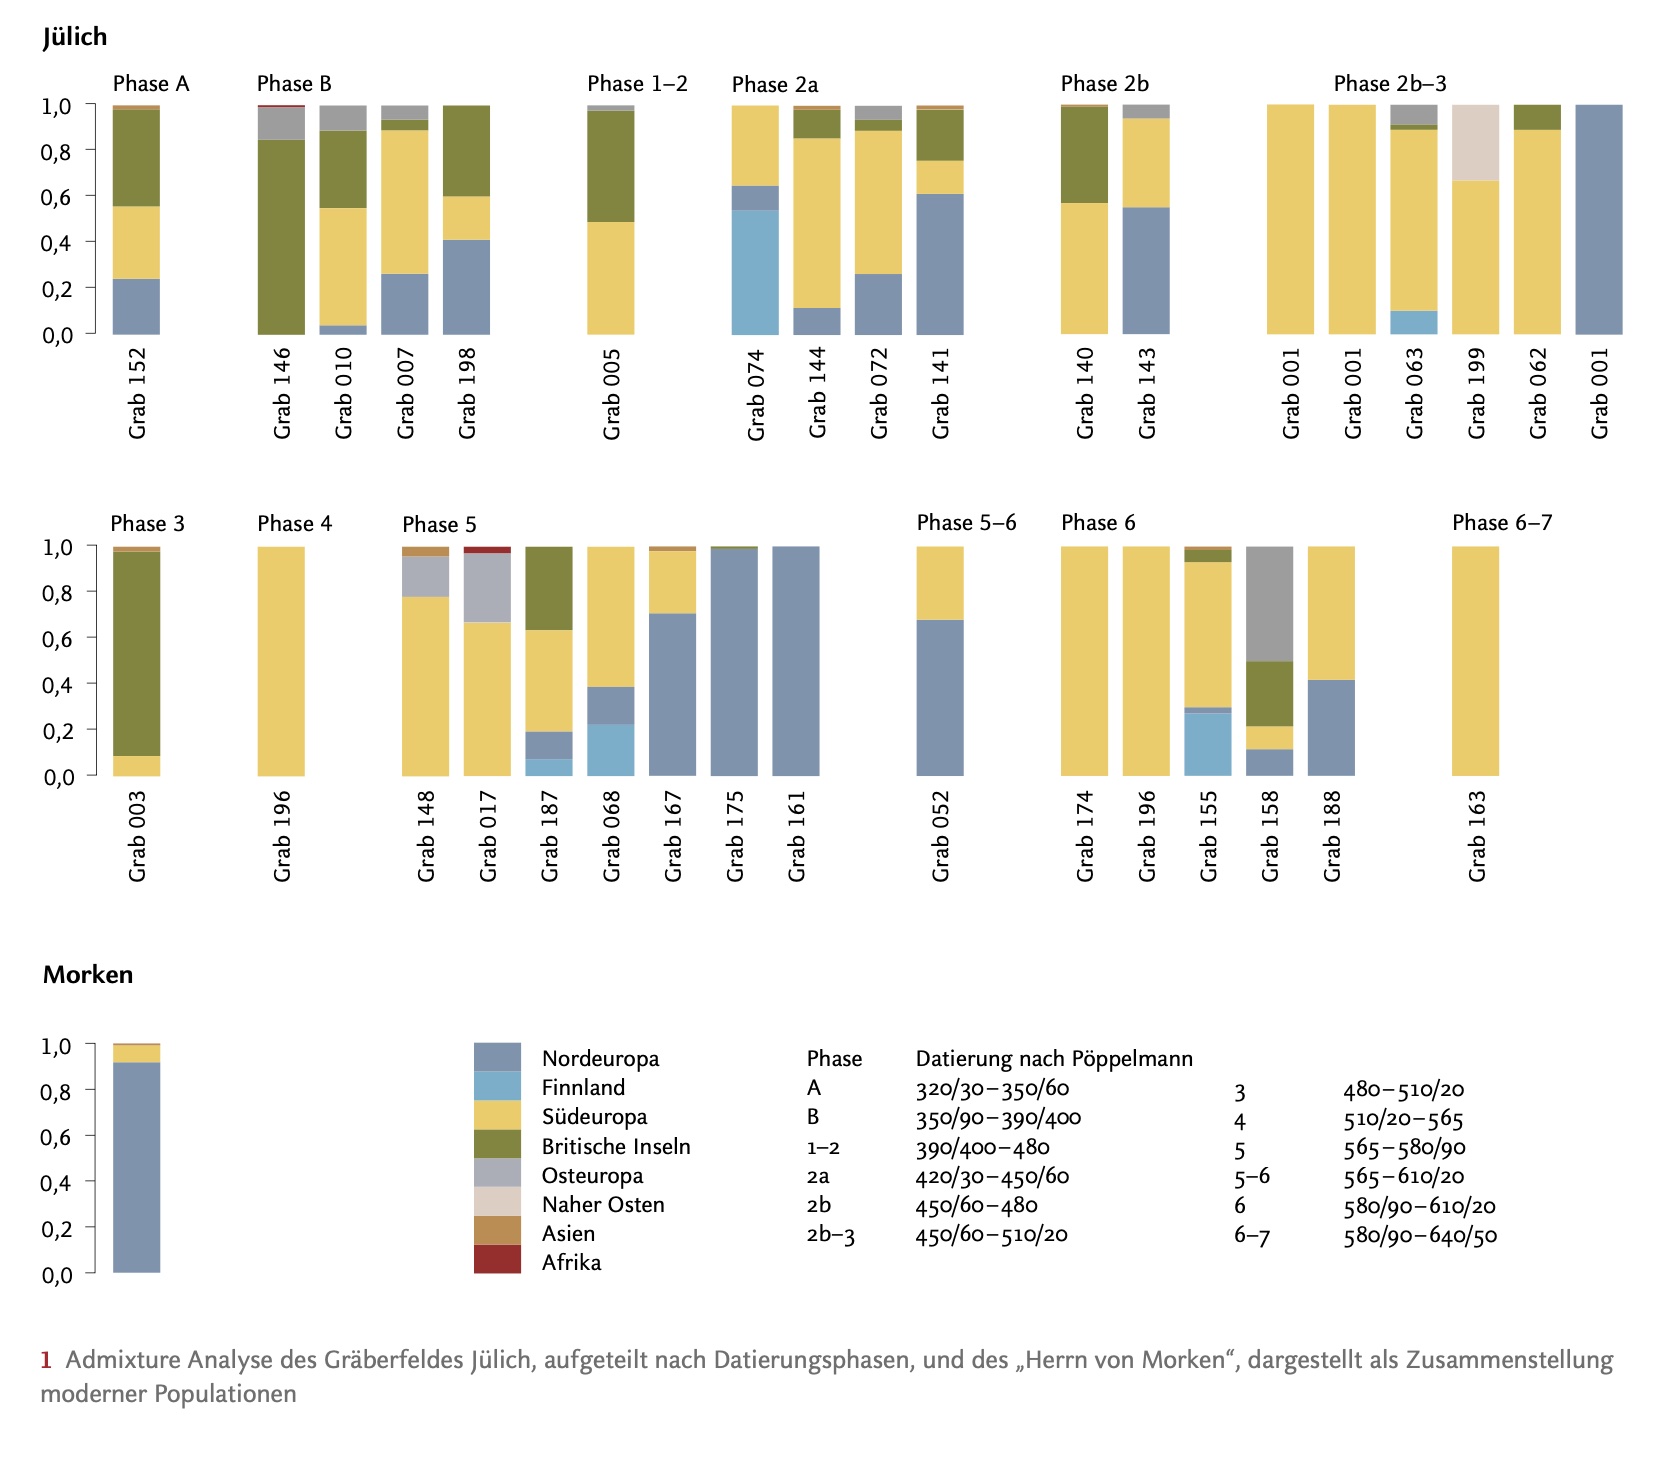 Jülich
Phase A Phase B Phase 1–2 Phase 2a Phase 2b Phase 2b–3
1,0
0,8
0,6
0,4
0,2
0,0
Grab 152 Grab 146 Grab 010 Grab 007 Grab 198 Grab 005 Grab 074 Grab 144 Grab 072 Grab 141 Grab 140 Grab 143 Grab 001 Grab 001 Grab 063 Grab 199 Grab 062 Grab 001
Phase 3 Phase 4 Phase 5 Phase 5–6 Phase 6 Phase 6–7
1,0
0,8
0,6
0,4
0,2
0,0
Grab 003 Grab 196 Grab 148 Grab 017 Grab 187 Grab 068 Grab 167 Grab 175 Grab 161 Grab 052 Grab 174 Grab 196 Grab 155 Grab 158 Grab 188 Grab 163
Morken
1,0
0,8
0,6
0,4
0,2
0,0
Nordeuropa
Finnland
Südeuropa
Britische Inseln
Osteuropa
Naher Osten
Asien
Afrika
Phase Datierung nach Pöppelmann
A 320/30–350/60
B 350/90–390/400
1–2 390/400–480
2a 420/30–450/60
2b 450/60–480
2b–3 450/60–510/20
3 480–510/20
4 510/20–565
5 565–580/90
5–6 565–610/20
6 580/90–610/20
6–7 580/90–640/50
1 Admixture Analyse des Gräberfeldes Jülich, aufgeteilt nach Datierungsphasen, und des „Herrn von Morken“, dargestellt als Zusammenstellung
moderner Populationen